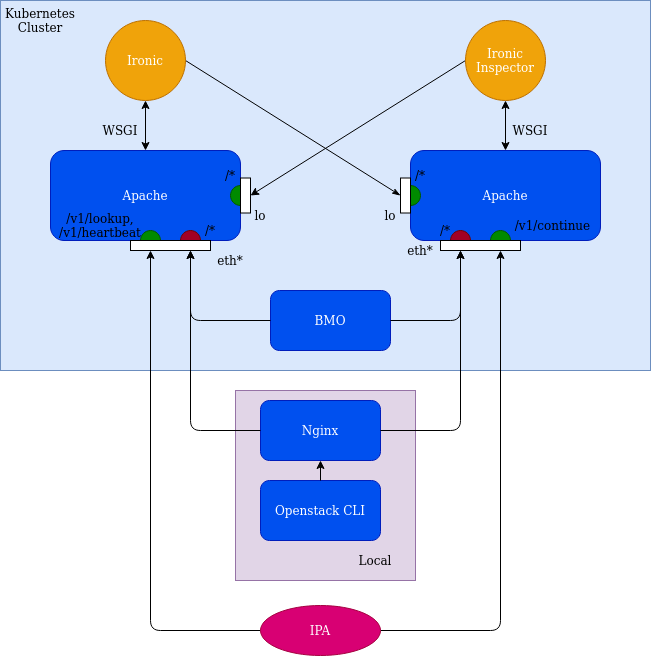 Kubernetes
Cluster
Ironic
Ironic
Inspector
WSGI
WSGI
/*
/*
Apache
Apache
lo
lo
/v1/lookup,
/v1/heartbeat
/*
/*
/v1/continue
eth*
eth*
BMO
Nginx
Openstack CLI
Local
IPA